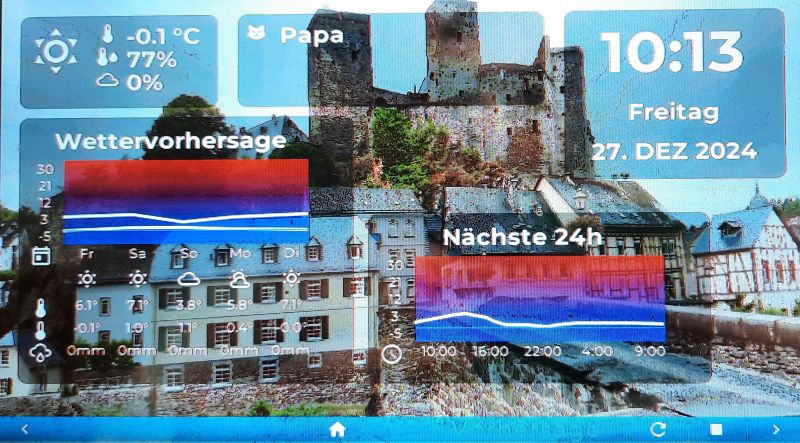 -0.1 °C
77%
0%
Papa
10:13
Freitag
27. DEZ 2024
Wettervorhersage
30
21
12
3
-5
Fr Sa So Mo Di
6.1° 7.1° 3.8° 5.8° 7.1°
-0.1° 1.0° 1.1° 0.4° 0.0°
0mm 0mm 0mm 0mm 0mm
Nächste 24h
30
21
12
3
-5
10:00 16:00 22:00 4:00 9:00